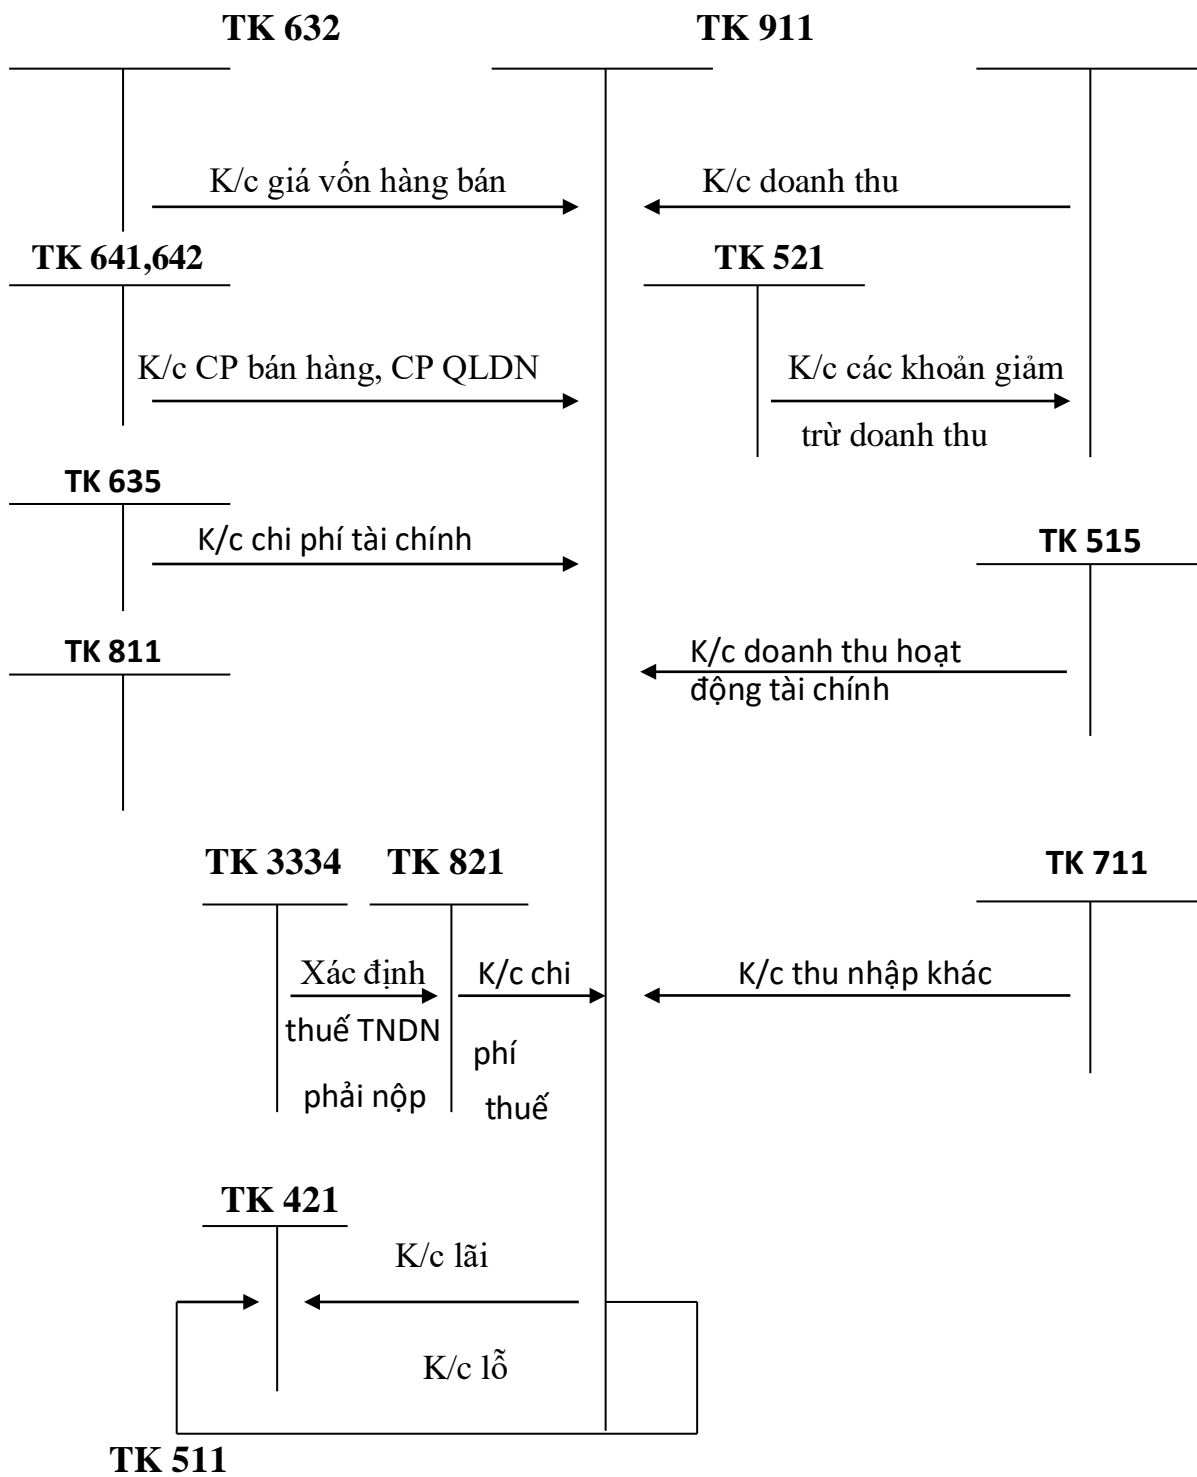 TK 632
TK 911
K/c giá vốn hàng bán
K/c doanh thu
TK 641,642
TK 521
K/c CP bán hàng, CP QLDN
K/c các khoản giảm
trừ doanh thu
TK 635
K/c chi phí tài chính
TK 515
TK 811
K/c doanh thu hoạt
động tài chính
TK 3334
TK 821
TK 711
Xác định
thuế TNDN
phải nộp
K/c chi
phí
thuế
K/c thu nhập khác
TK 421
K/c lãi
K/c lỗ
TK 511